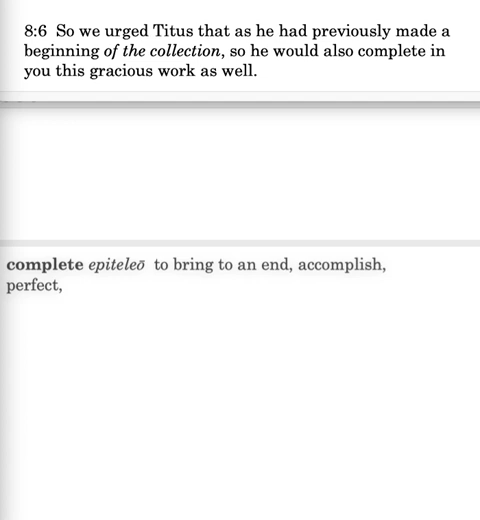 8:6 So we urged Titus that as he had previously made a
beginning of the collection, so he would also complete in
you this gracious work as well.
complete epiteleō to bring to an end, accomplish,
perfect,